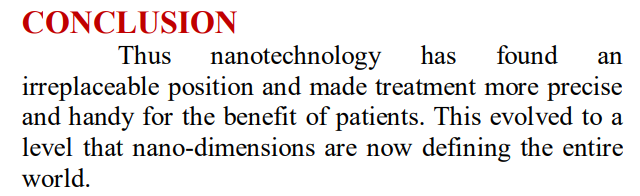 CONCLUSION
Thus nanotechnology has found an
irreplaceable position and made treatment more precise
and handy for the benefit of patients. This evolved to a
level that nano-dimensions are now defining the entire
world.